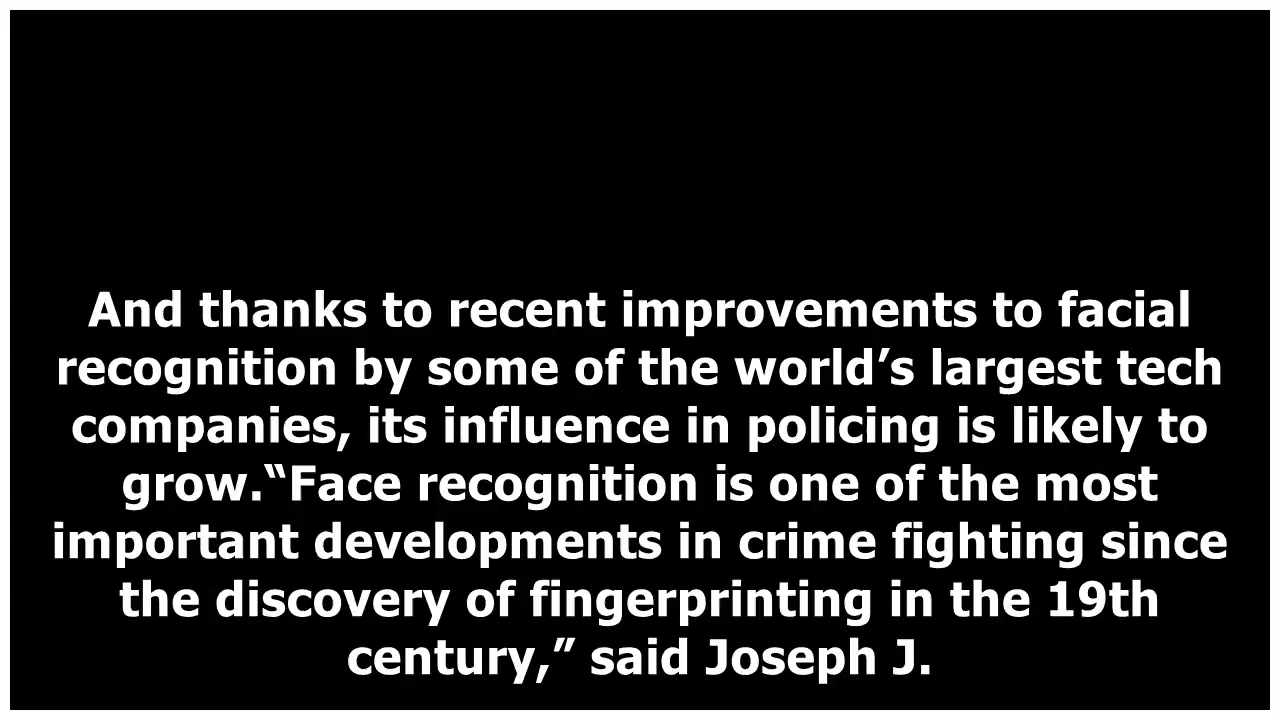 And thanks to recent improvements to facial
recognition by some of the world’s largest tech
companies, its influence in policing is likely to
grow.“Face recognition is one of the most
important developments in crime fighting since
the discovery of fingerprinting in the 19th
century,” said Joseph J.